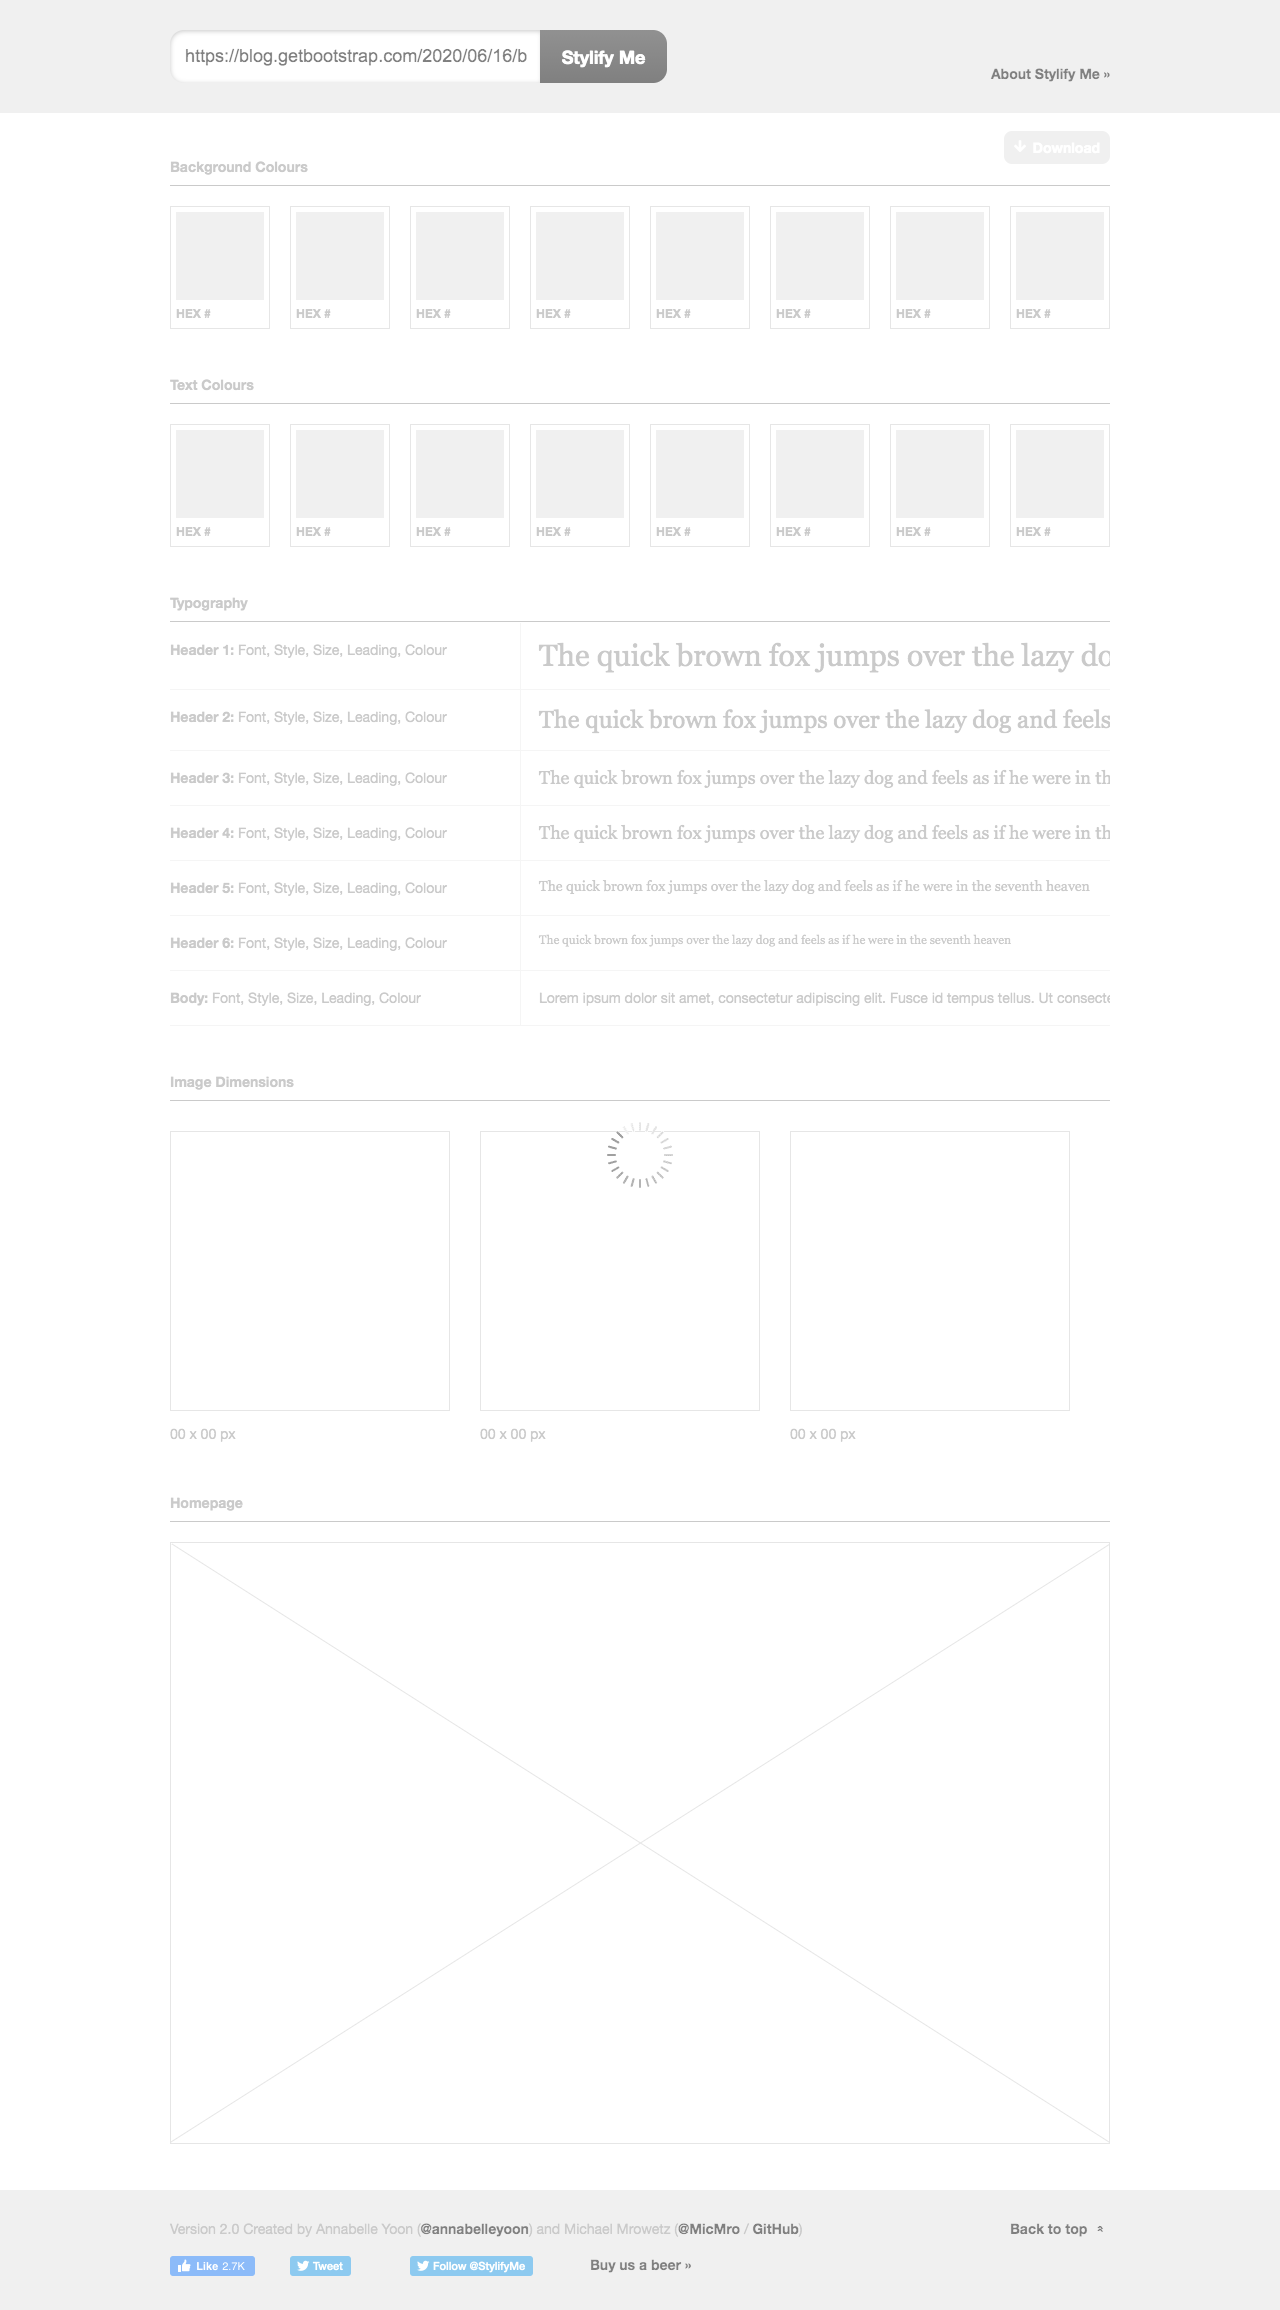 https://blog.getbootstrap.com/2020/06/16/b
Stylify Me
About Stylify Me »
Download
Background Colours
HEX # HEX # HEX # HEX # HEX # HEX # HEX # HEX #
Text Colours
HEX # HEX # HEX # HEX # HEX # HEX # HEX # HEX #
Typography
Header 1: Font, Style, Size, Leading, Colour
The quick brown fox jumps over the lazy do
Header 2: Font, Style, Size, Leading, Colour
The quick brown fox jumps over the lazy dog and feels
Header 3: Font, Style, Size, Leading, Colour
The quick brown fox jumps over the lazy dog and feels as if he were in th
Header 4: Font, Style, Size, Leading, Colour
The quick brown fox jumps over the lazy dog and feels as if he were in th
Header 5: Font, Style, Size, Leading, Colour
The quick brown fox jumps over the lazy dog and feels as if he were in the seventh heaven
Header 6: Font, Style, Size, Leading, Colour
The quick brown fox jumps over the lazy dog and feels as if he were in the seventh heaven
Body: Font, Style, Size, Leading, Colour
Lorem ipsum dolor sit amet, consectetur adipiscing elit. Fusce id tempus tellus. Ut consecte
Image Dimensions
00 x 00 px 00 x 00 px 00 x 00 px
Homepage
Version 2.0 Created by Annabelle Yoon (@annabelleyoon) and Michael Mrowetz (@MicMro / GitHub)
Back to top
Like 2.7K
Tweet
Follow @StylifyMe
Buy us a beer »